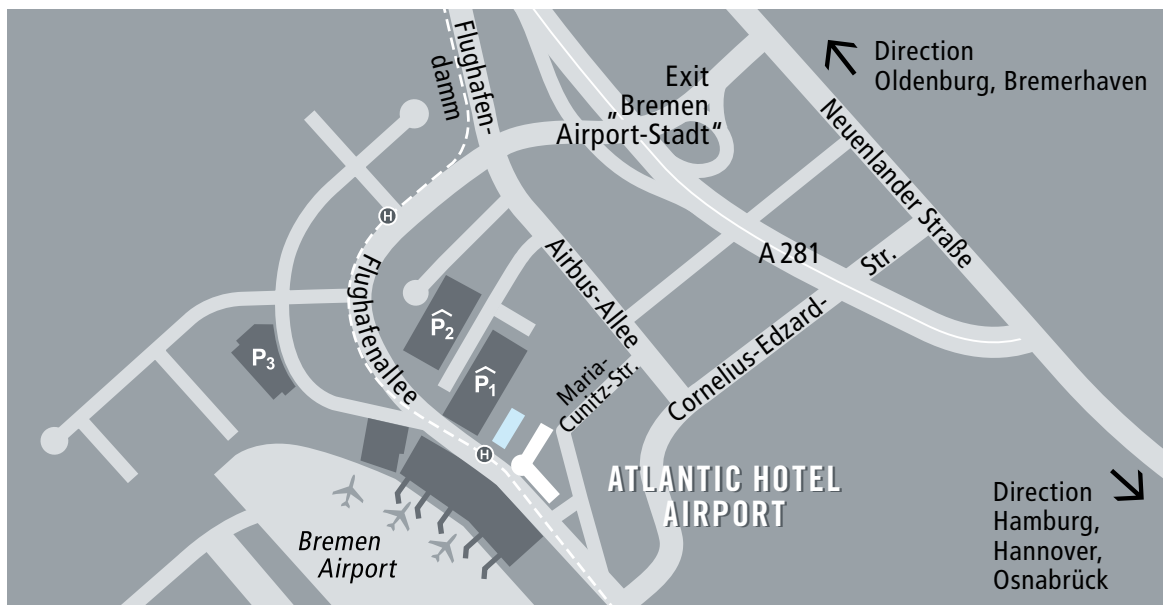 Flughafen-
damm
Exit
„Bremen
Airport-Stadt“
Direction
Oldenburg, Bremerhaven
Neuenlander Straße
H
A 281
Airbus-Allee
Cornelius-Edzard-
Str.
Flughafenallee
P2
P3
P1
Maria-
Cunitz-Str.
H
ATLANTIC HOTEL
AIRPORT
Bremen
Airport
Direction
Hamburg,
Hannover,
Osnabrück